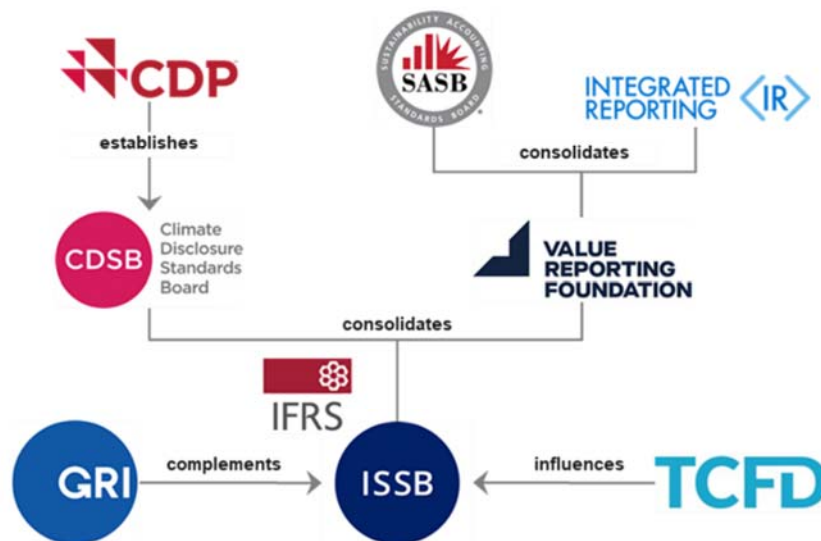 CDP
SUSTAINABILITY ACCOUNTING
SASB
STANDARDS BOARD
INTEGRATED
REPORTING
<IR>
establishes
consolidates
CDSB
Climate
Disclosure
Standards
Board
VALUE
REPORTING
FOUNDATION
consolidates
IFRS
GRI
complements
ISSB
influences
TCFD